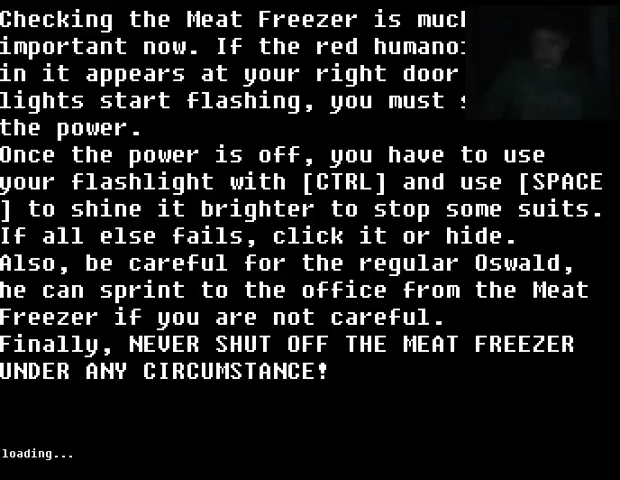 Checking the Meat Freezer is
important now. If the red
in it appears at your right door
lights start flashing, you must
the power.
Once the power is off, you have to use
your flashlight with [CTRL] and use [SPACE
] to shine it brighter to stop some suits.
If all else fails, click it or hide.
Also, be careful for the regular Oswald,
he can sprint to the office from the Meat
Freezer if you are not careful.
Finally, NEVER SHUT OFF THE MEAT FREEZER
UNDER ANY CIRCUMSTANCE!
loading...